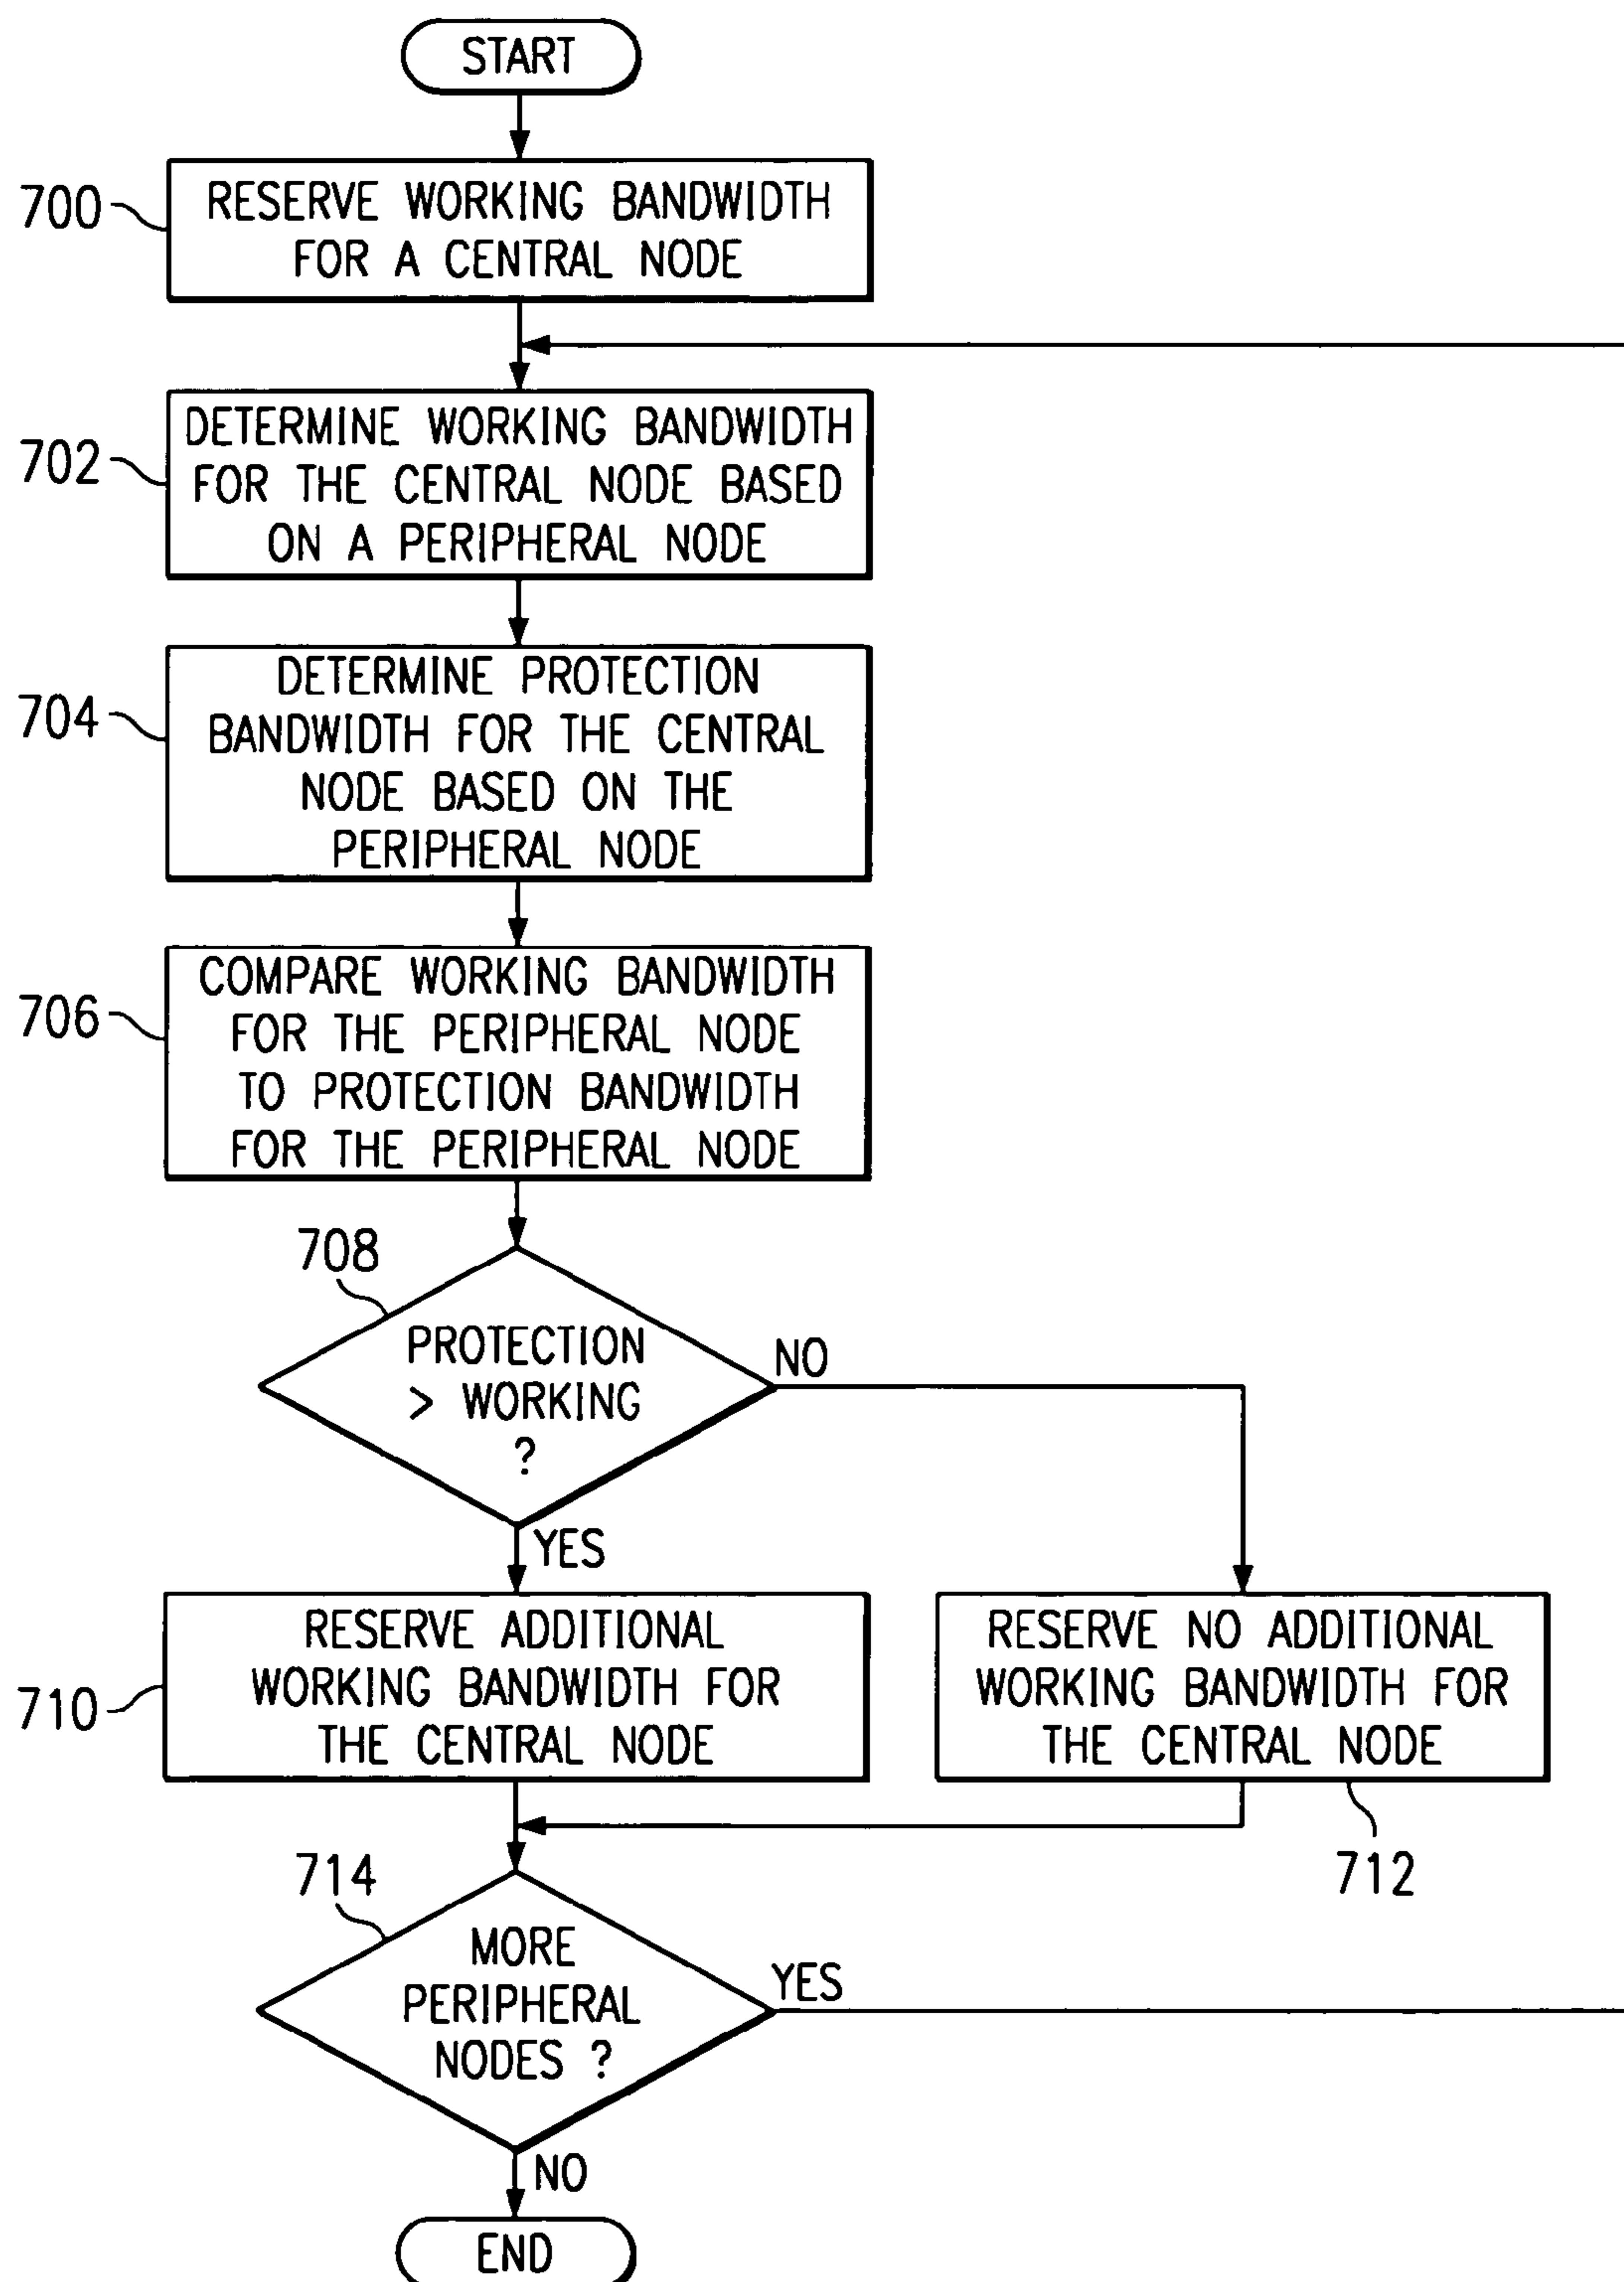 START
700
RESERVE WORKING BANDWIDTH
FOR A CENTRAL NODE
702
DETERMINE WORKING BANDWIDTH
FOR THE CENTRAL NODE BASED
ON A PERIPHERAL NODE
704
DETERMINE PROTECTION
BANDWIDTH FOR THE CENTRAL
NODE BASED ON THE
PERIPHERAL NODE
706
COMPARE WORKING BANDWIDTH
FOR THE PERIPHERAL NODE
TO PROTECTION BANDWIDTH
FOR THE PERIPHERAL NODE
708
PROTECTION
> WORKING
?
NO
YES
710
RESERVE ADDITIONAL
WORKING BANDWIDTH FOR
THE CENTRAL NODE
RESERVE NO ADDITIONAL
WORKING BANDWIDTH FOR
THE CENTRAL NODE
712
714
MORE
PERIPHERAL
NODES ?
YES
NO
END